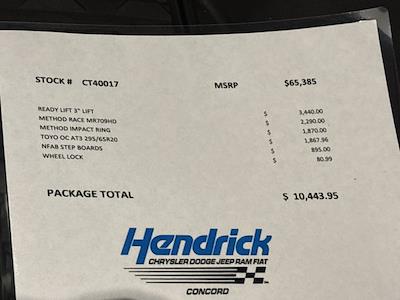 STOCK # CT40017 MSRP $65,385
READY LIFT 3" LIFT $ 3,440.00
METHOD RACE MR709HD $ 2,290.00
METHOD IMPACT RING $ 1,870.00
TOYO OC AT3 295/65R20 $ 1,867.96
NFAB STEP BOARDS $ 895.00
WHEEL LOCK $ 80.99
PACKAGE TOTAL $ 10,443.95
Hendrick
CHRYSLER DODGE JEEP RAM FIAT
CONCORD